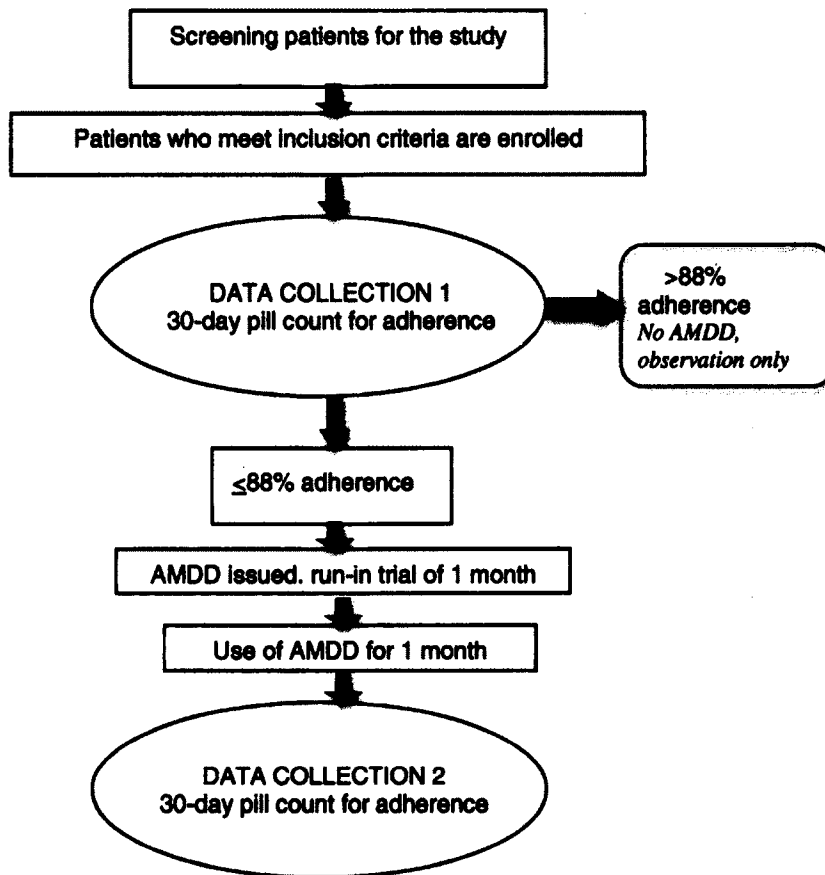 Screening patients for the study
Patients who meet inclusion criteria are enrolled
DATA COLLECTION 1
30-day pill count for adherence
>88%
adherence
No AMDD,
observation only
≤88% adherence
AMDD issued. run-in trial of 1 month
Use of AMDD for 1 month
DATA COLLECTION 2
30-day pill count for adherence